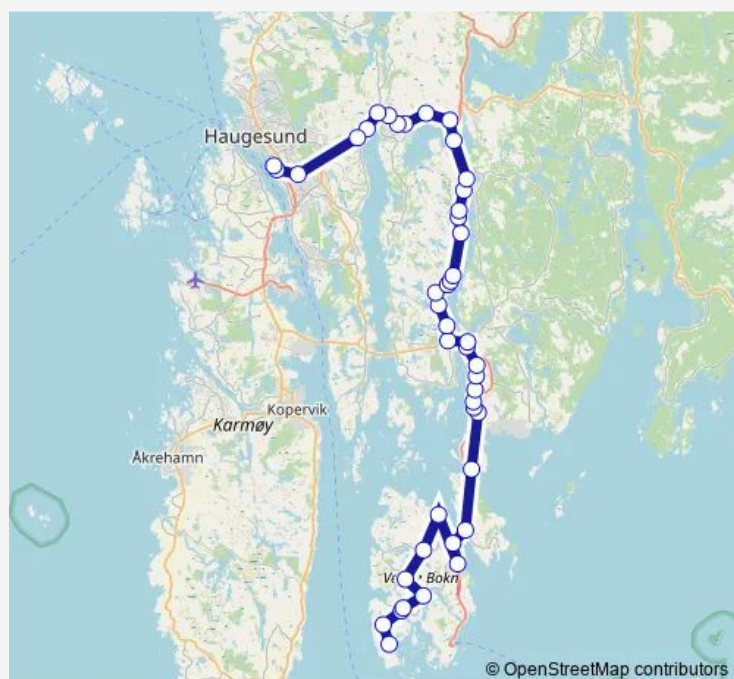 Haugesund
Kopervik
Karmøy
Åkrehamn
Bokn
© OpenStreetMap contributors